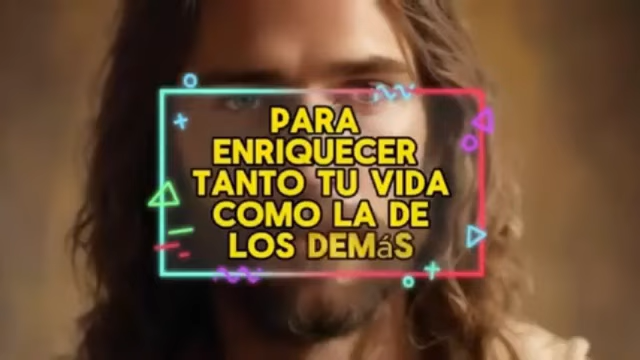 PARA
ENRIQUECER
TANTO TU VIDA
COMO LA DE
LOS DEMáS